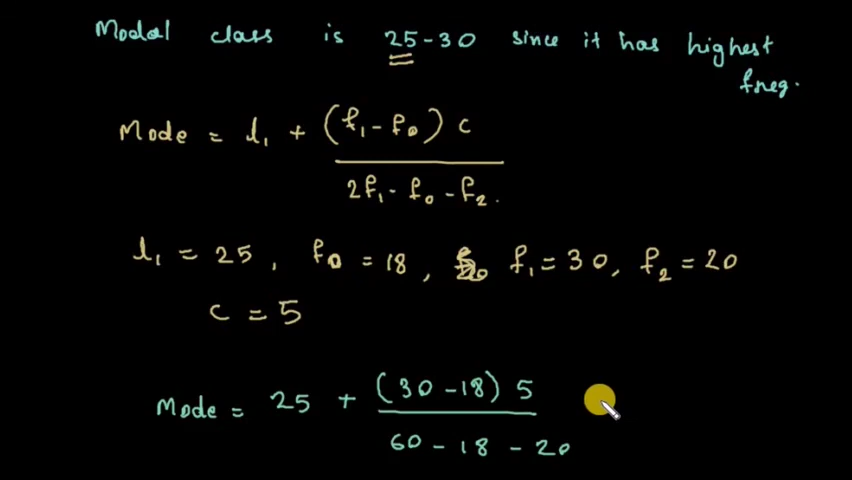 Modal class is 25-30 since it has highest
freq.
Mode = l₁ + (f₁ - f₀) c
2f₁ - f₀ - f₂.
l₁ = 25, f₀ = 18, f₁ = 30, f₂ = 20
c = 5
Mode = 25 + (30 - 18) 5
60 - 18 - 20